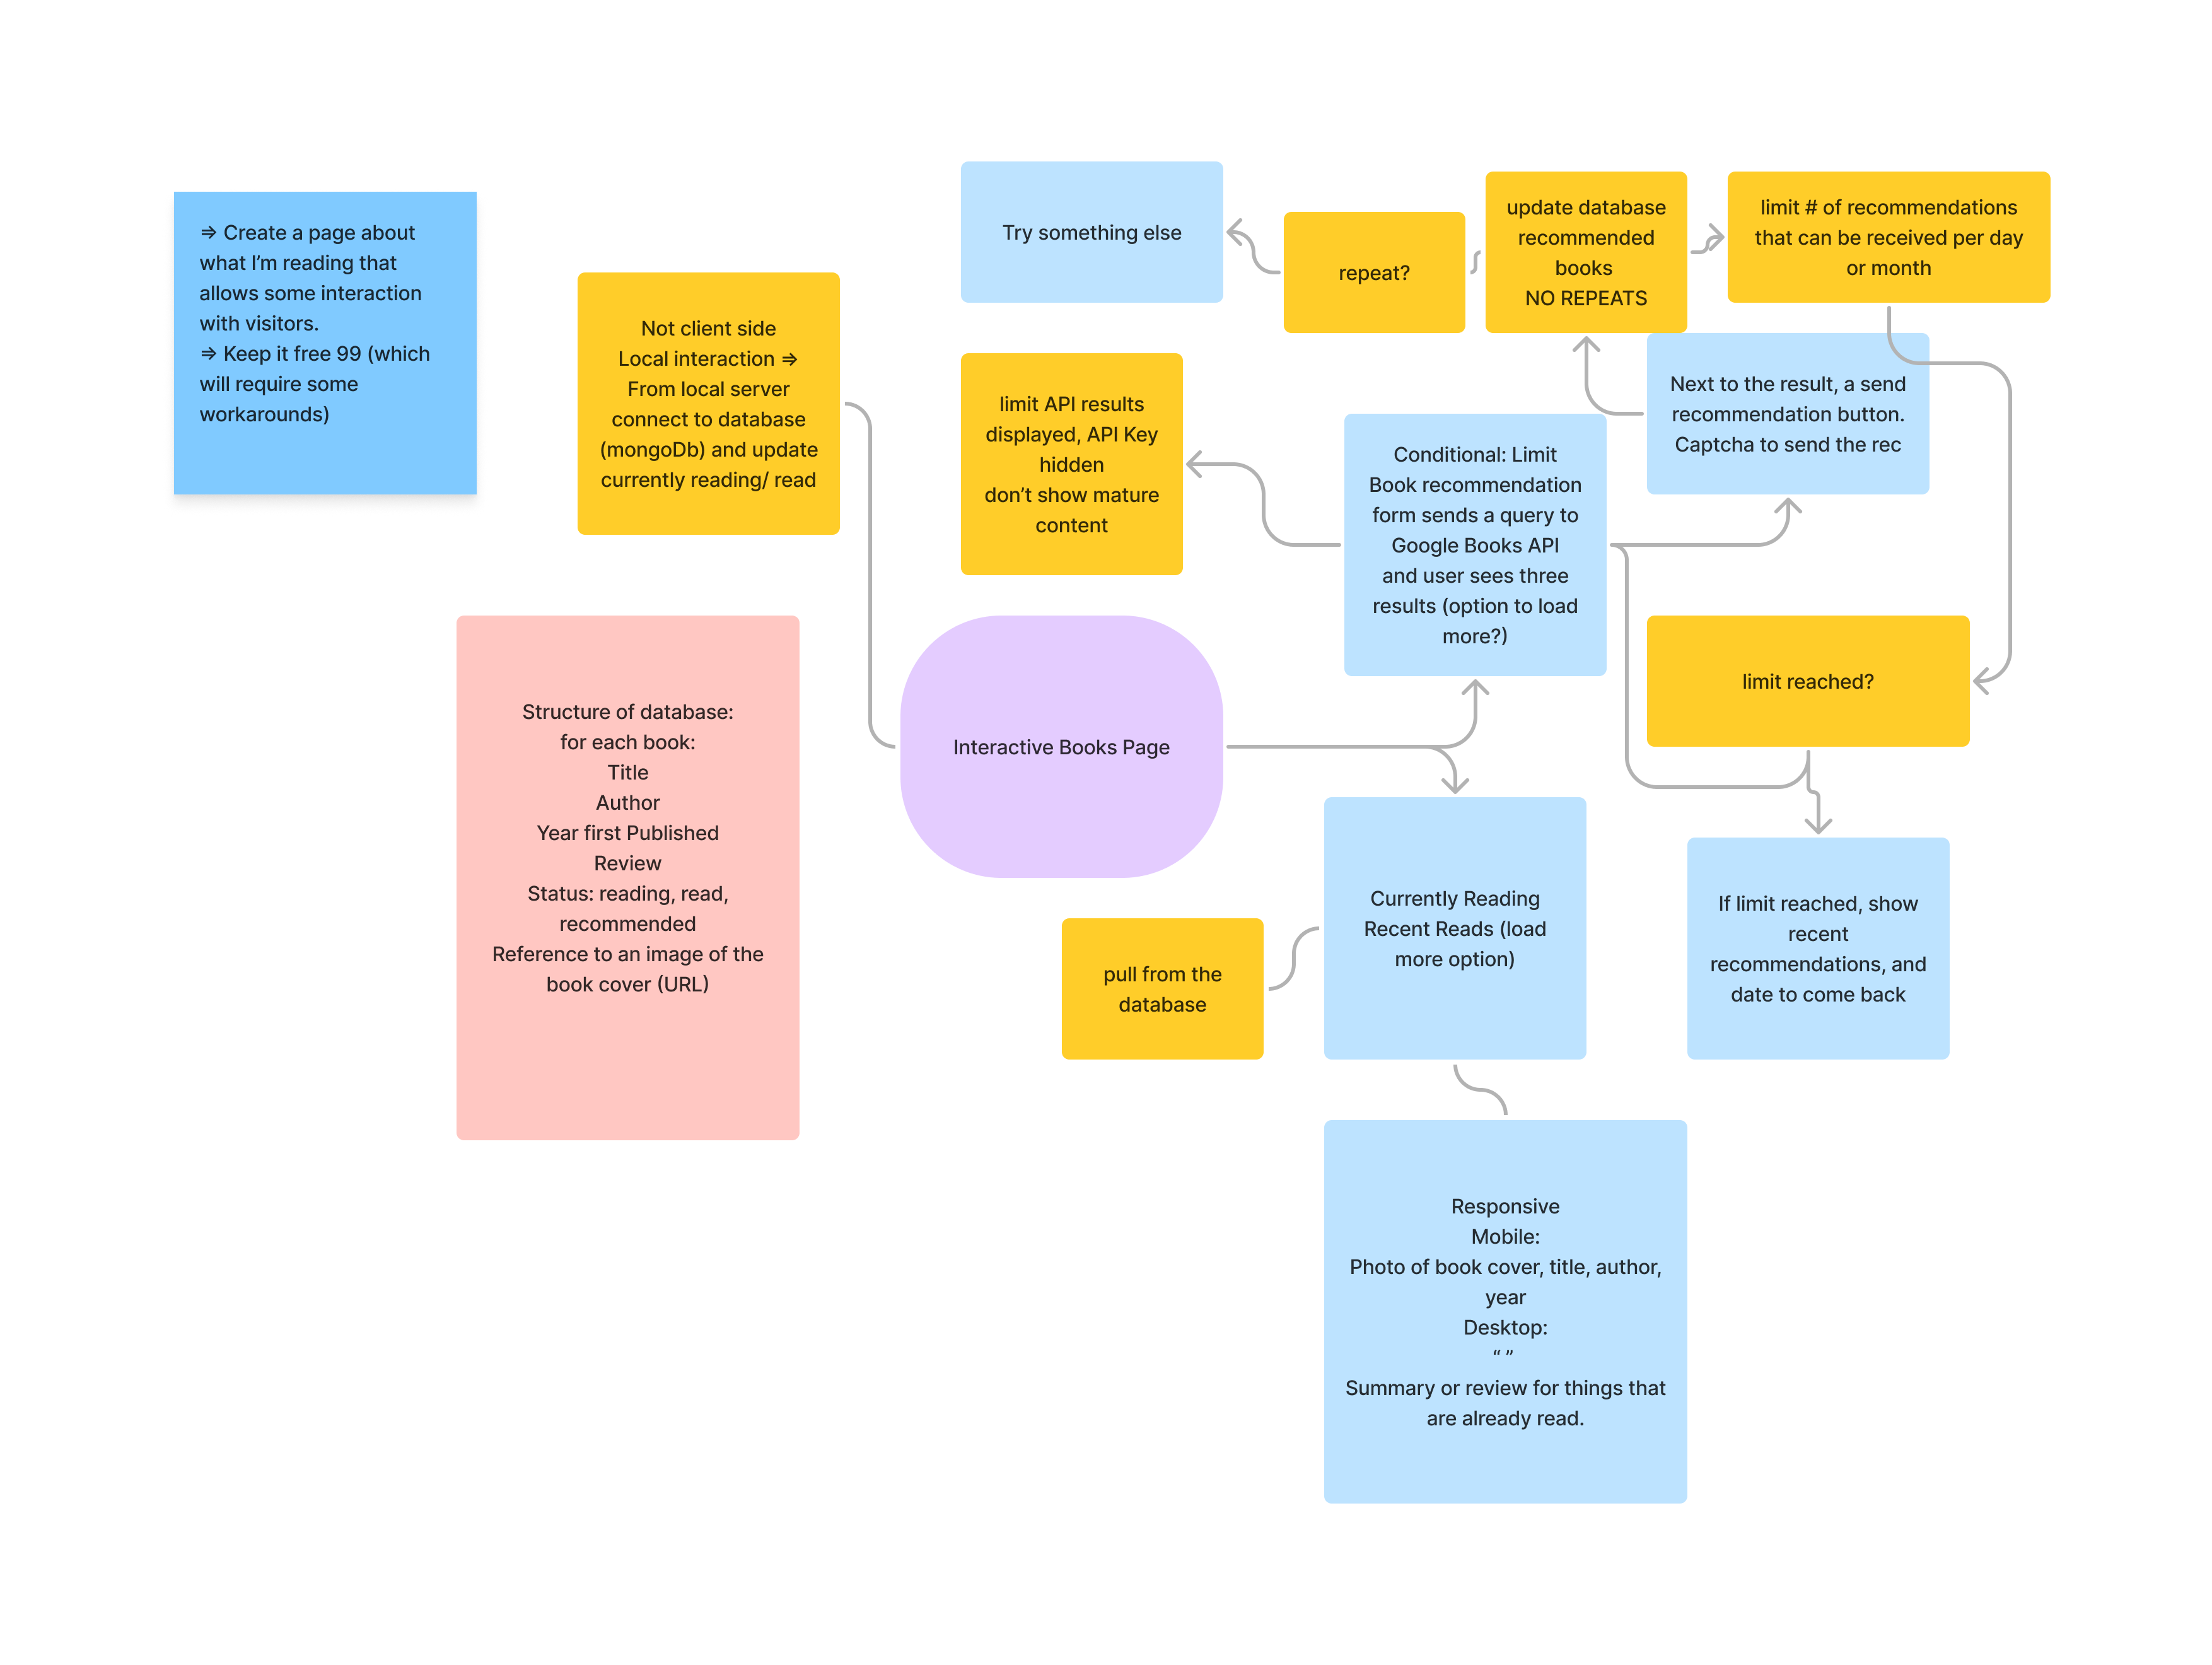 ⇒ Create a page about
what I’m reading that
allows some interaction
with visitors.
⇒ Keep it free 99 (which
will require some
workarounds)
Not client side
Local interaction ⇒
From local server
connect to database
(mongoDb) and update
currently reading/ read
Try something else
repeat?
update database
recommended
books
NO REPEATS
limit # of recommendations
that can be received per day
or month
limit API results
displayed, API Key
hidden
don’t show mature
content
Conditional: Limit
Book recommendation
form sends a query to
Google Books API
and user sees three
results (option to load
more?)
Next to the result, a send
recommendation button.
Captcha to send the rec
limit reached?
Structure of database:
for each book:
Title
Author
Year first Published
Review
Status: reading, read,
recommended
Reference to an image of the
book cover (URL)
Interactive Books Page
pull from the
database
Currently Reading
Recent Reads (load
more option)
If limit reached, show
recent
recommendations, and
date to come back
Responsive
Mobile:
Photo of book cover, title, author,
year
Desktop:
“ ”
Summary or review for things that
are already read.